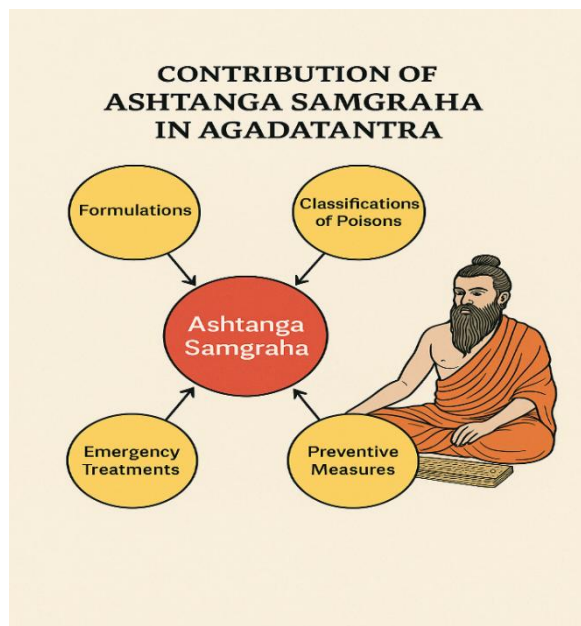 CONTRIBUTION OF
ASHTANGA SAMGRAHA
IN AGADATANTRA
Formulations
Classifications
of Poisons
Ashtanga
Samgraha
Emergency
Treatments
Preventive
Measures